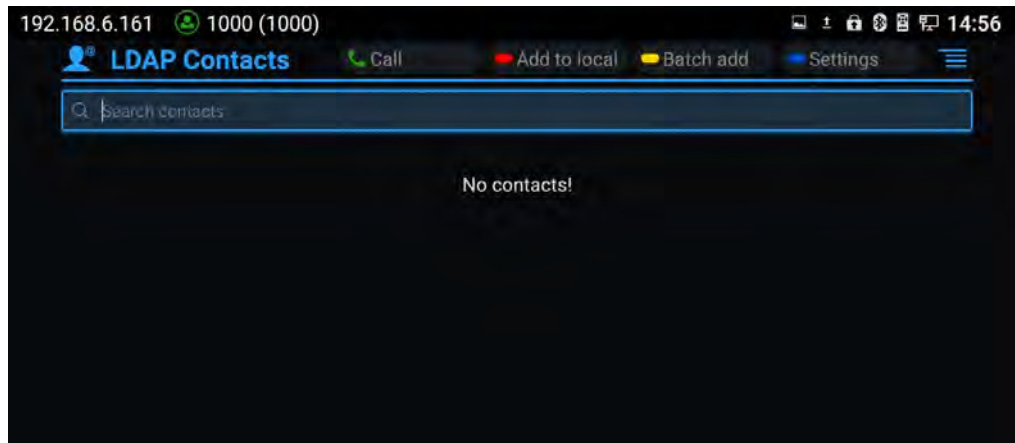 192.168.6.161 1000 (1000) 14:56
LDAP Contacts Call Add to local Batch add Settings
Search contacts
No contacts!